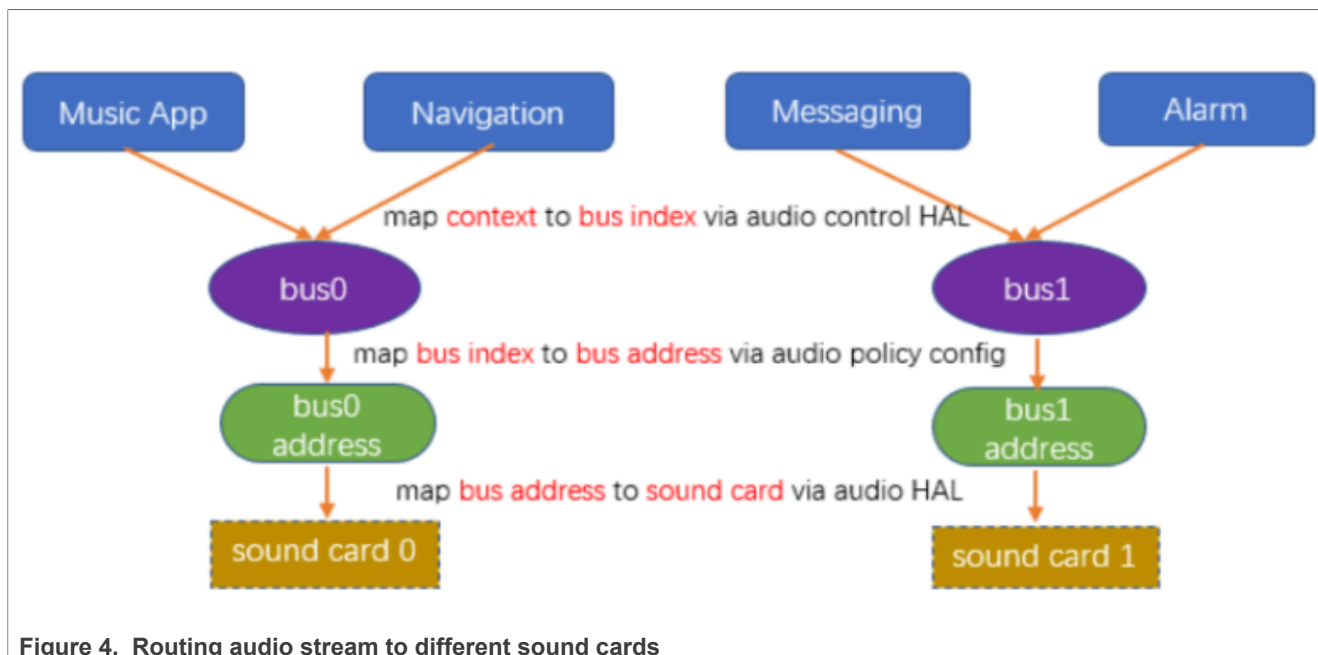 Music App
Navigation
Messaging
Alarm
map context to bus index via audio control HAL
bus0
bus1
map bus index to bus address via audio policy config
bus0
address
bus1
address
map bus address to sound card via audio HAL
sound card 0
sound card 1
Figure 4. Routing audio stream to different sound cards